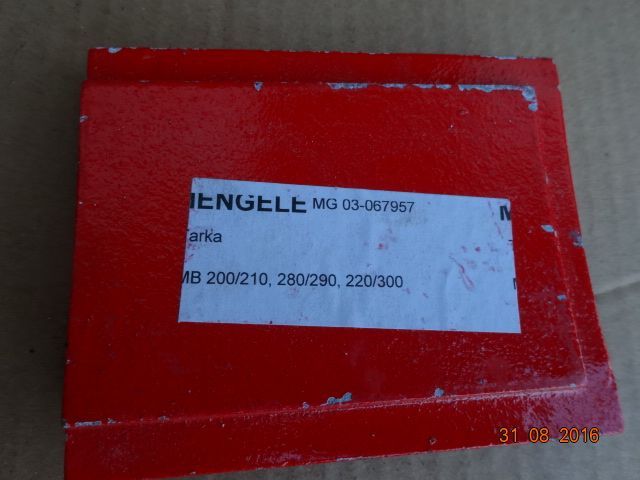 MENGELE MG 03-067957 M
Tarka
MB 200/210, 280/290, 220/300 M
31 08 2016